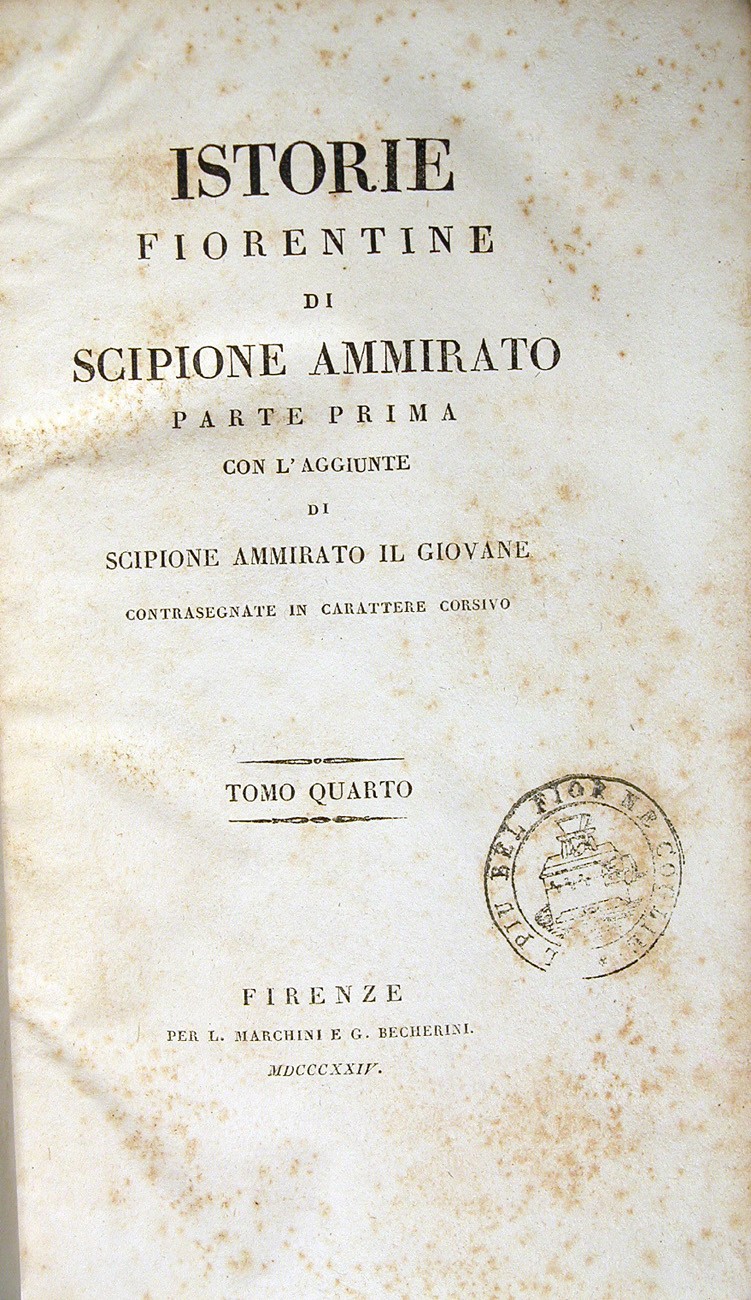 ISTORIE
FIORENTINE
DI
SCIPIONE AMMIRATO
PARTE PRIMA
CON L'AGGIUNTE
DI
SCIPIONE AMMIRATO IL GIOVANE
CONTRASEGNATE IN CARATTERE CORSIVO
TOMO QUARTO
L PIU BEL FIOR NE COGLIE *
FIRENZE
PER L. MARCHINI E G. BECHERINI.
MDCCCXXIV.